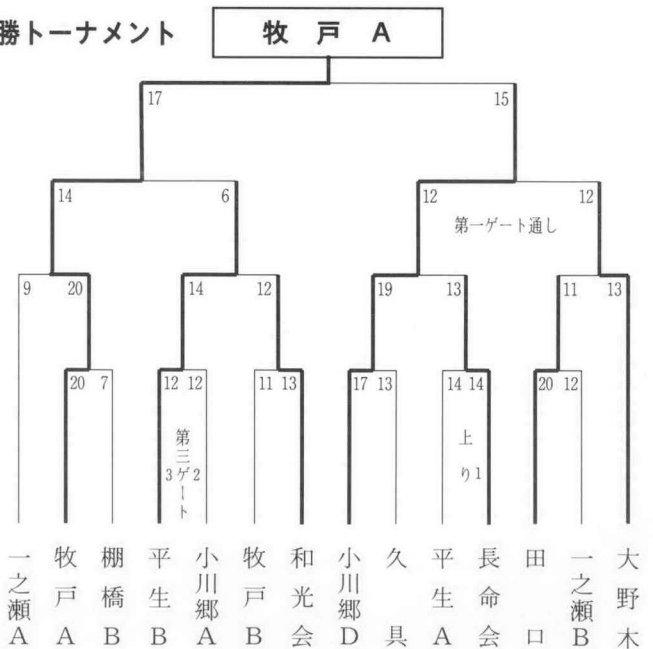 勝トーナメント
牧戸A
17 15
14 6 12 12
第一ゲート通し
9 20 14 12 19 13 11 13
20 7 12 12 11 13 17 13 14 14 20 12
第三ゲート
3 2
上り1
一之瀬A
牧戸A
棚橋B
平生B
小川郷A
牧戸B
和光会
小川郷D
久具
平生A
長命会
田口
一之瀬B
大野木